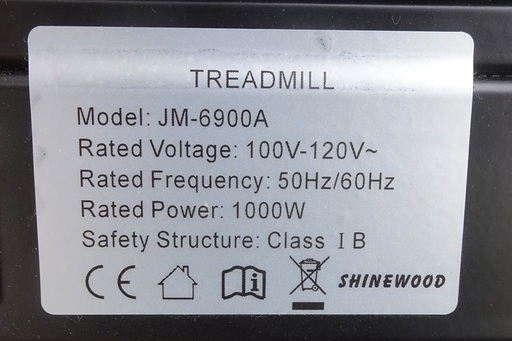 TREADMILL
Model: JM-6900A
Rated Voltage: 100V-120V~
Rated Frequency: 50Hz/60Hz
Rated Power: 1000W
Safety Structure: Class I B
CE i SHINEWOOD